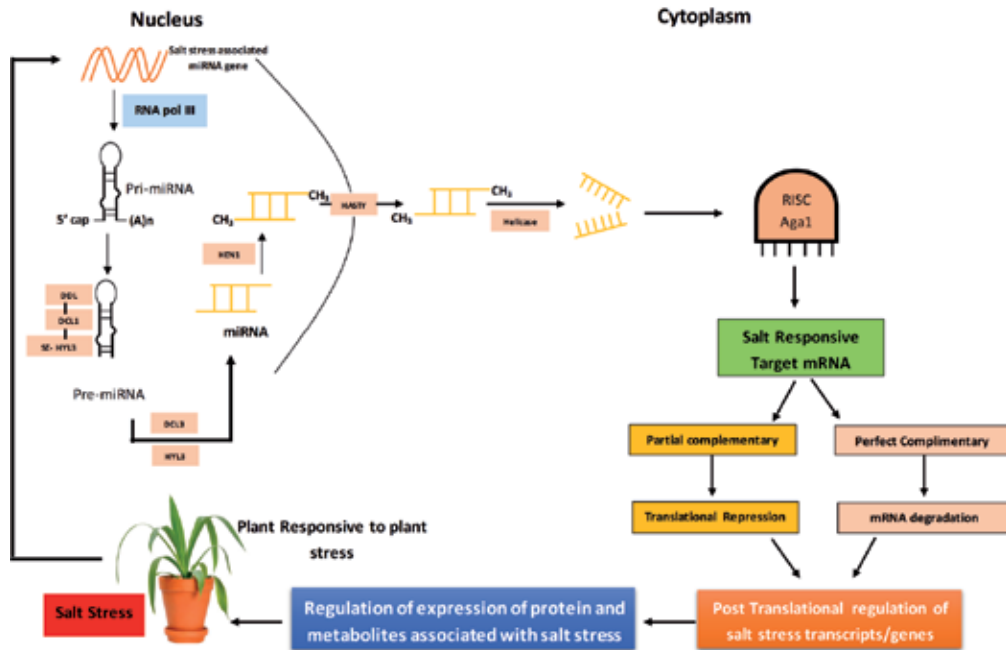 Nucleus
Cytoplasm
Salt stress associated
miRNA gene
RNA pol III
Pri-miRNA
5' cap
(A)n
DDL
DCL1
SE- HYL1
Pre-miRNA
DCL1
HYL1
miRNA
HEN1
CH3
CH3
HASTY
CH3
CH3
Helicase
RISC
Aga1
Salt Responsive
Target mRNA
Partial complementary
Perfect Complimentary
Translational Repression
mRNA degradation
Post Translational regulation of
salt stress transcripts/genes
Regulation of expression of protein and
metabolites associated with salt stress
Plant Responsive to plant
stress
Salt Stress